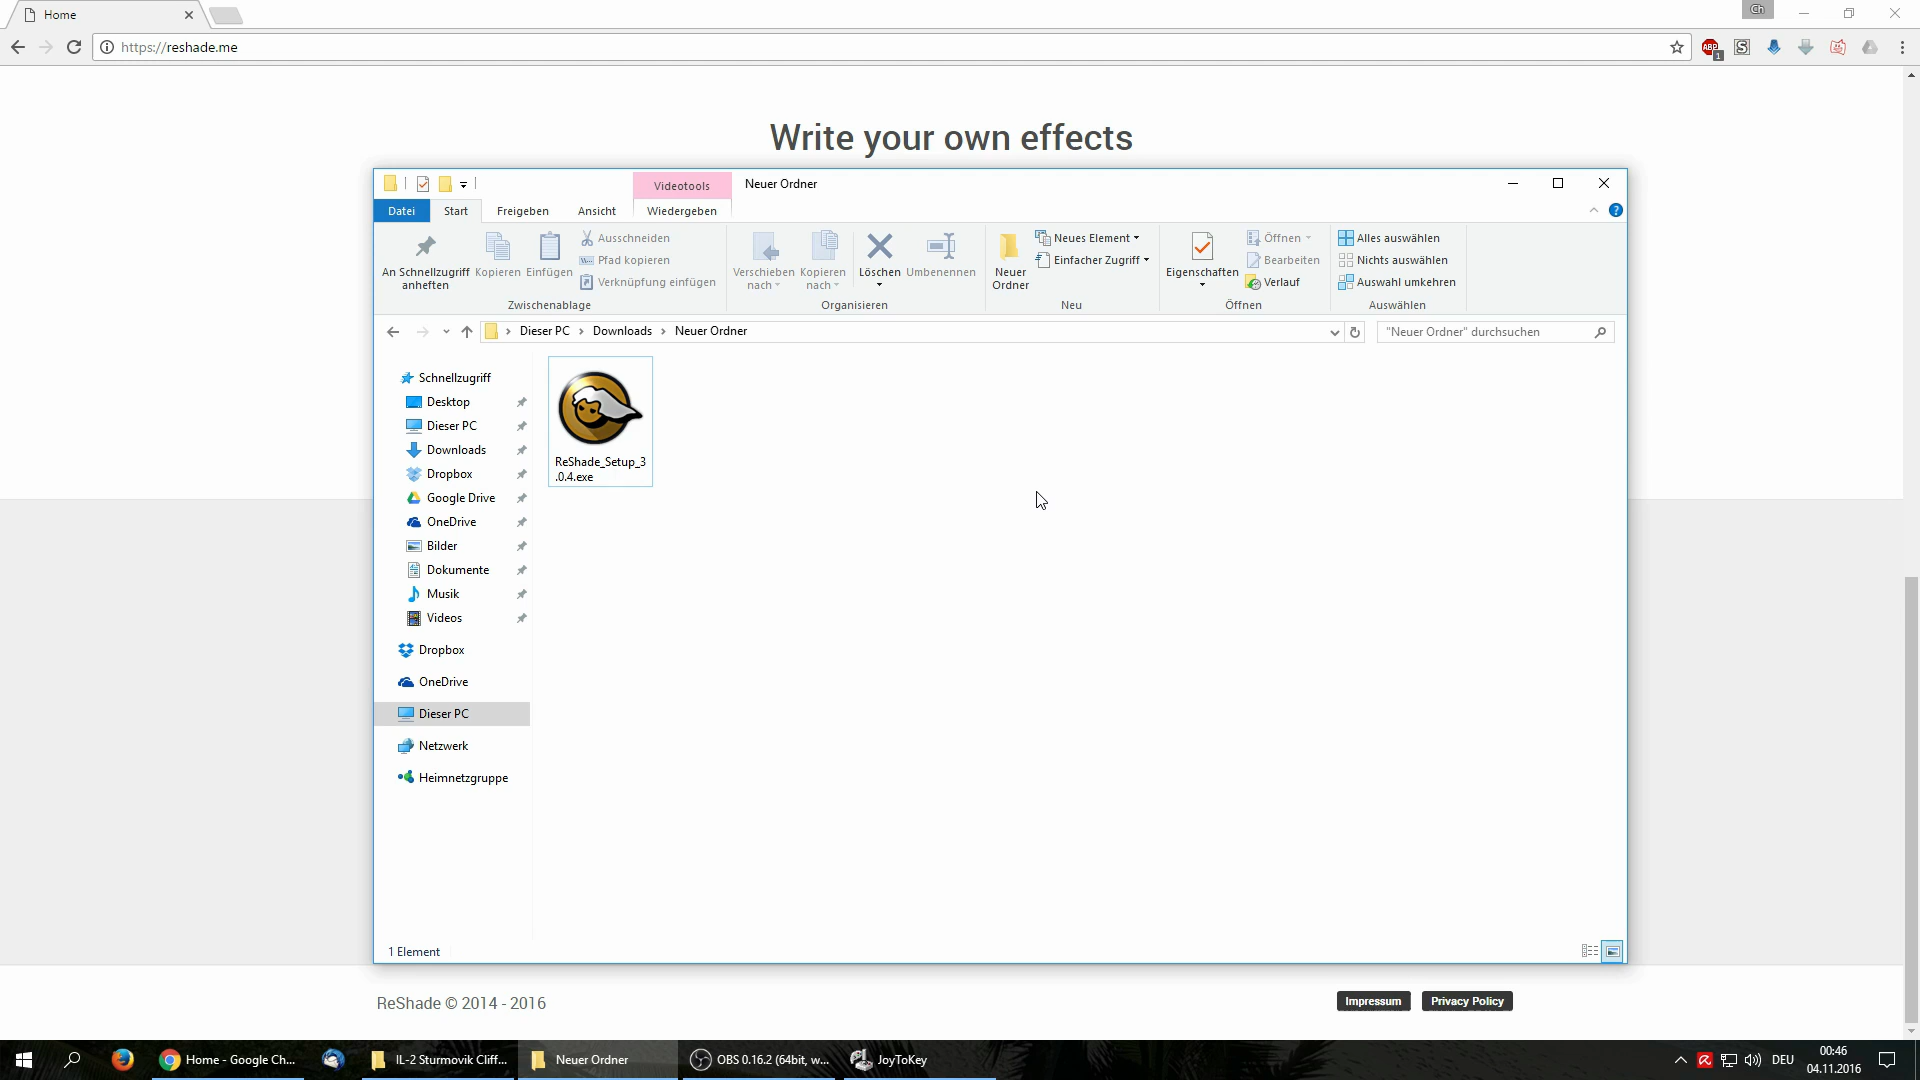 Home
Ch
https://reshade.me
ABP
1
S
Write your own effects
Videotools
Neuer Ordner
Datei
Start
Freigeben
Ansicht
Wiedergeben
An Schnellzugriff
anheften
Kopieren
Einfügen
Ausschneiden
Pfad kopieren
Verknüpfung einfügen
Zwischenablage
Verschieben
nach
Kopieren
nach
Löschen
Umbenennen
Organisieren
Neuer
Ordner
Neues Element
Einfacher Zugriff
Neu
Eigenschaften
Öffnen
Bearbeiten
Verlauf
Öffnen
Alles auswählen
Nichts auswählen
Auswahl umkehren
Auswählen
Dieser PC
Downloads
Neuer Ordner
"Neuer Ordner" durchsuchen
Schnellzugriff
Desktop
Dieser PC
Downloads
Dropbox
Google Drive
OneDrive
Bilder
Dokumente
Musik
Videos
Dropbox
OneDrive
Dieser PC
Netzwerk
Heimnetzgruppe
ReShade_Setup_3
.0.4.exe
1 Element
ReShade © 2014 - 2016
Impressum
Privacy Policy
Home - Google Ch...
IL-2 Sturmovik Cliff...
Neuer Ordner
OBS 0.16.2 (64bit, w...
JoyToKey
DEU
00:46
04.11.2016